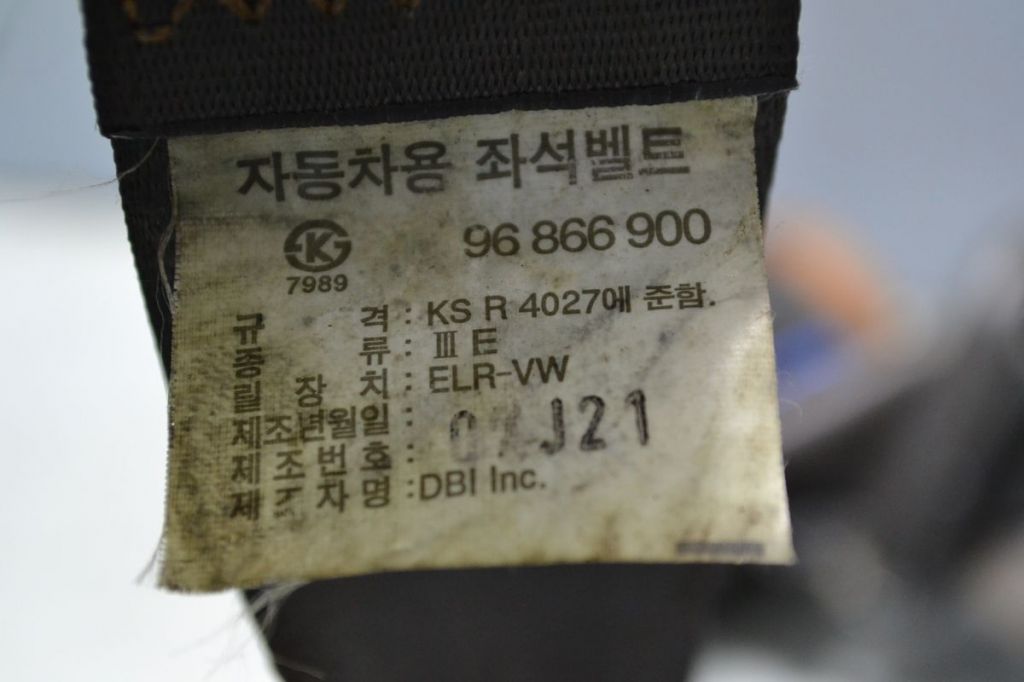 자동차용 좌석벨트
K
96 866 900
7989
규 격 : KS R 4027에 준함.
종 류 : Ⅲ E
릴 장 치 : ELR-VW
제조년월일 :
J21
제 조 번 호 :
제 조 자 명 : DBI Inc.